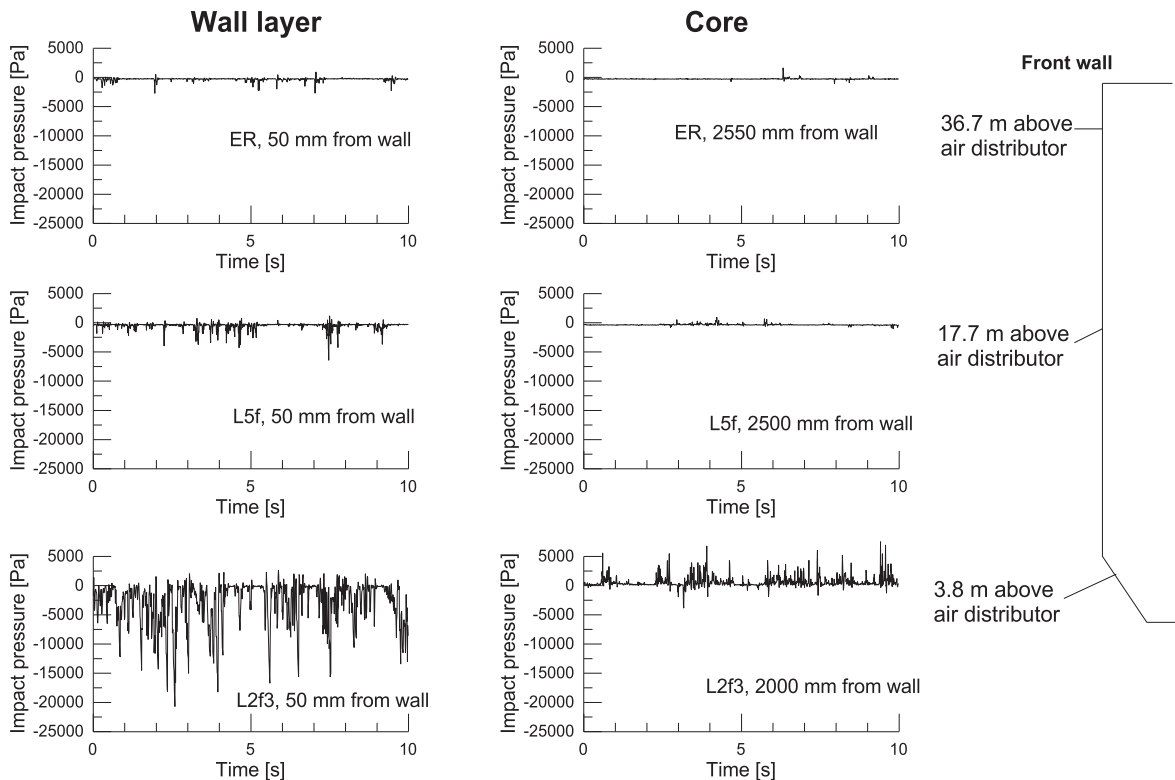 Wall layer
Core
Impact pressure [Pa]
5000
0
-5000
-10000
-15000
-20000
-25000
ER, 50 mm from wall
0
5
10
Time [s]
Impact pressure [Pa]
5000
0
-5000
-10000
-15000
-20000
-25000
ER, 2550 mm from wall
0
5
10
Time [s]
Front wall
36.7 m above
air distributor
Impact pressure [Pa]
5000
0
-5000
-10000
-15000
-20000
-25000
L5f, 50 mm from wall
0
5
10
Time [s]
Impact pressure [Pa]
5000
0
-5000
-10000
-15000
-20000
-25000
L5f, 2500 mm from wall
0
5
10
Time [s]
17.7 m above
air distributor
Impact pressure [Pa]
5000
0
-5000
-10000
-15000
-20000
-25000
L2f3, 50 mm from wall
0
5
10
Time [s]
Impact pressure [Pa]
5000
0
-5000
-10000
-15000
-20000
-25000
L2f3, 2000 mm from wall
0
5
10
Time [s]
3.8 m above
air distributor